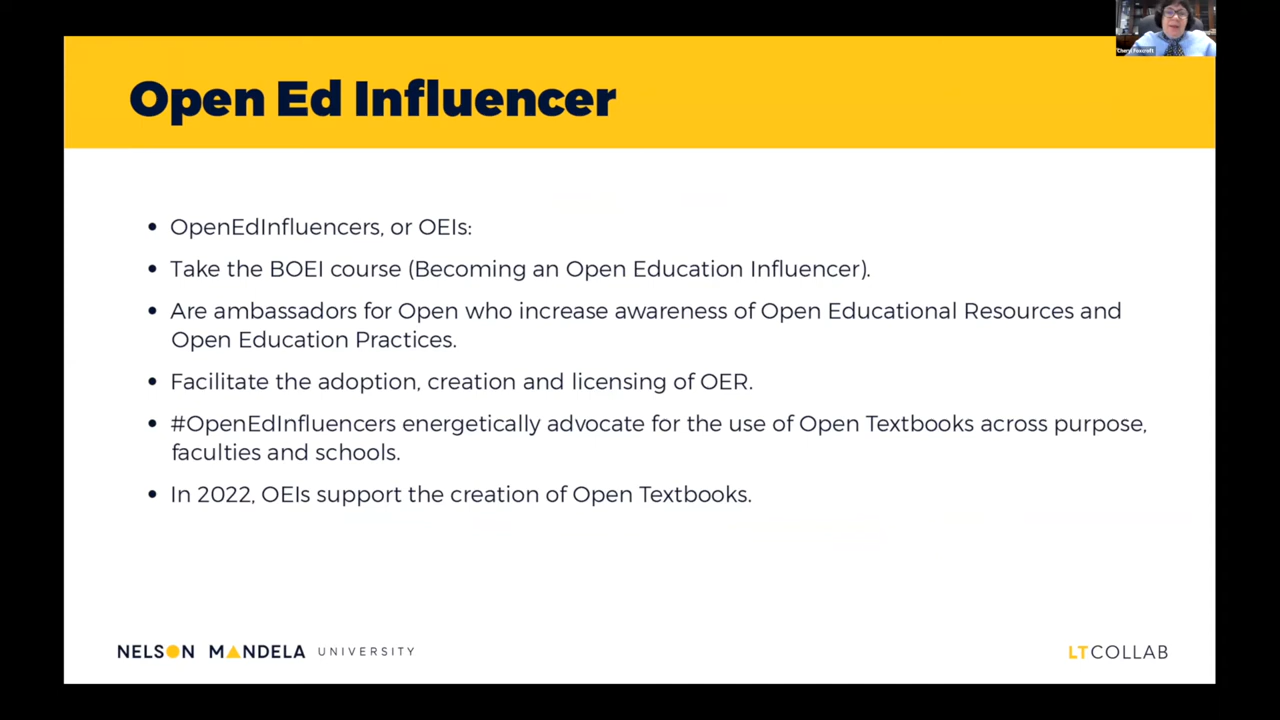 Cheryl Foxcroft
Open Ed Influencer
• OpenEdInfluencers, or OEIs:
• Take the BOEI course (Becoming an Open Education Influencer).
• Are ambassadors for Open who increase awareness of Open Educational Resources and
Open Education Practices.
• Facilitate the adoption, creation and licensing of OER.
• #OpenEdInfluencers energetically advocate for the use of Open Textbooks across purpose,
faculties and schools.
• In 2022, OEIs support the creation of Open Textbooks.
NELSON MANDELA UNIVERSITY
LTCOLLAB